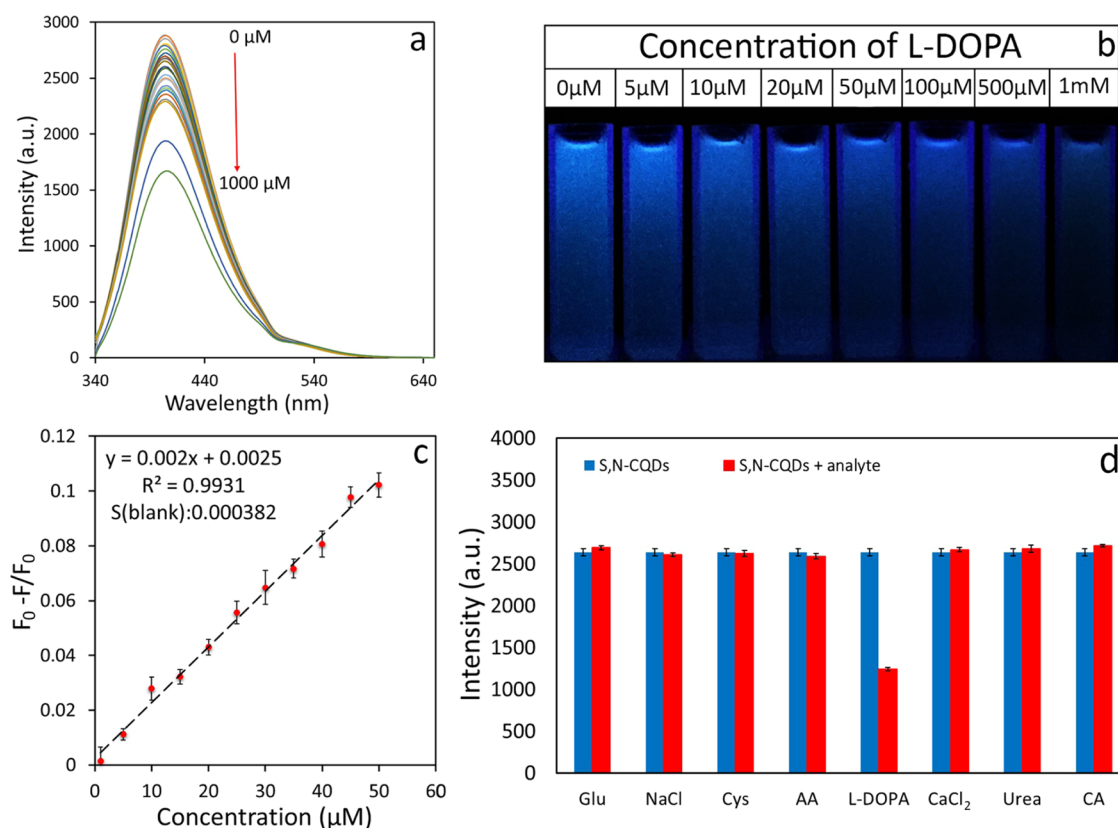 a
3000
2500
2000
1500
1000
500
0
Intensity (a.u.)
0 µM
1000 µM
340
440
540
640
Wavelength (nm)
Concentration of L-DOPA
b
0µM
5µM
10µM
20µM
50µM
100µM
500µM
1mM
c
0.12
0.1
0.08
0.06
0.04
0.02
0
F₀ -F/F₀
y = 0.002x + 0.0025
R² = 0.9931
S(blank):0.000382
0
10
20
30
40
50
60
Concentration (µM)
d
4000
3500
3000
2500
2000
1500
1000
500
0
Intensity (a.u.)
S,N-CQDs
S,N-CQDs + analyte
Glu
NaCl
Cys
AA
L-DOPA
CaCl₂
Urea
CA